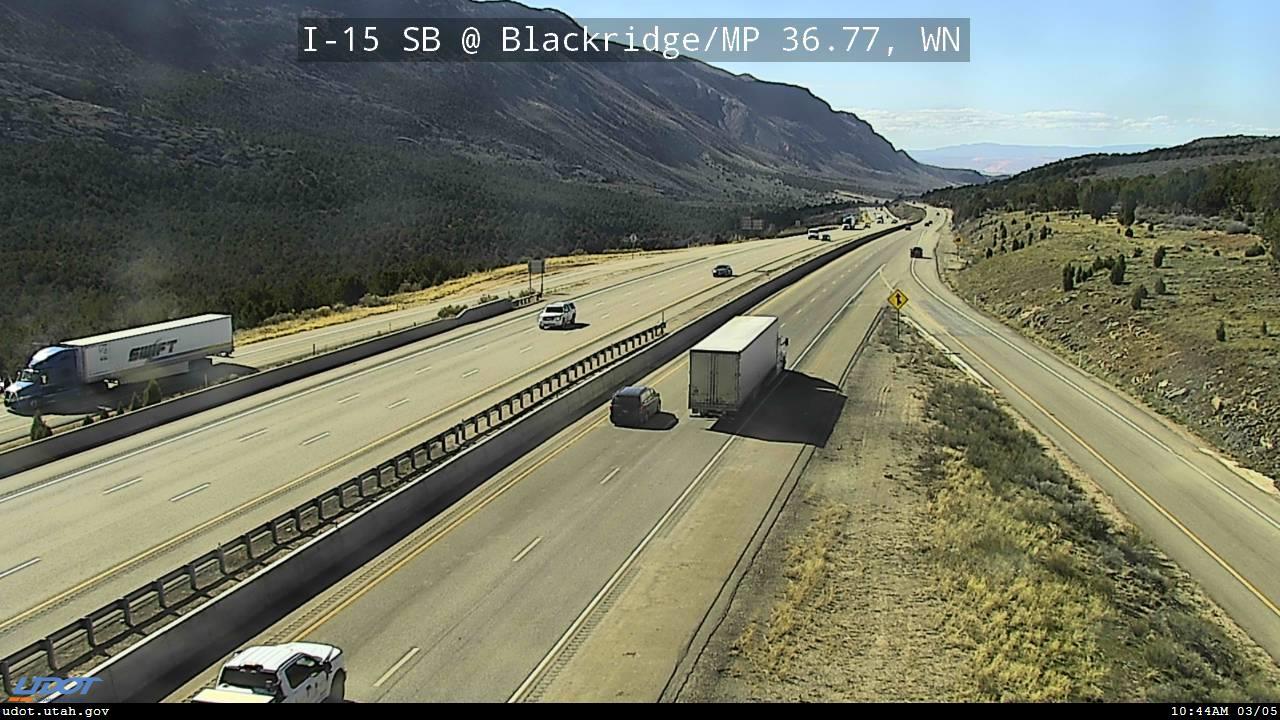 I-15 SB @ Blackridge/MP 36.77, WN
SWIFT
UDOT
udot.utah.gov
10:44AM 03/05